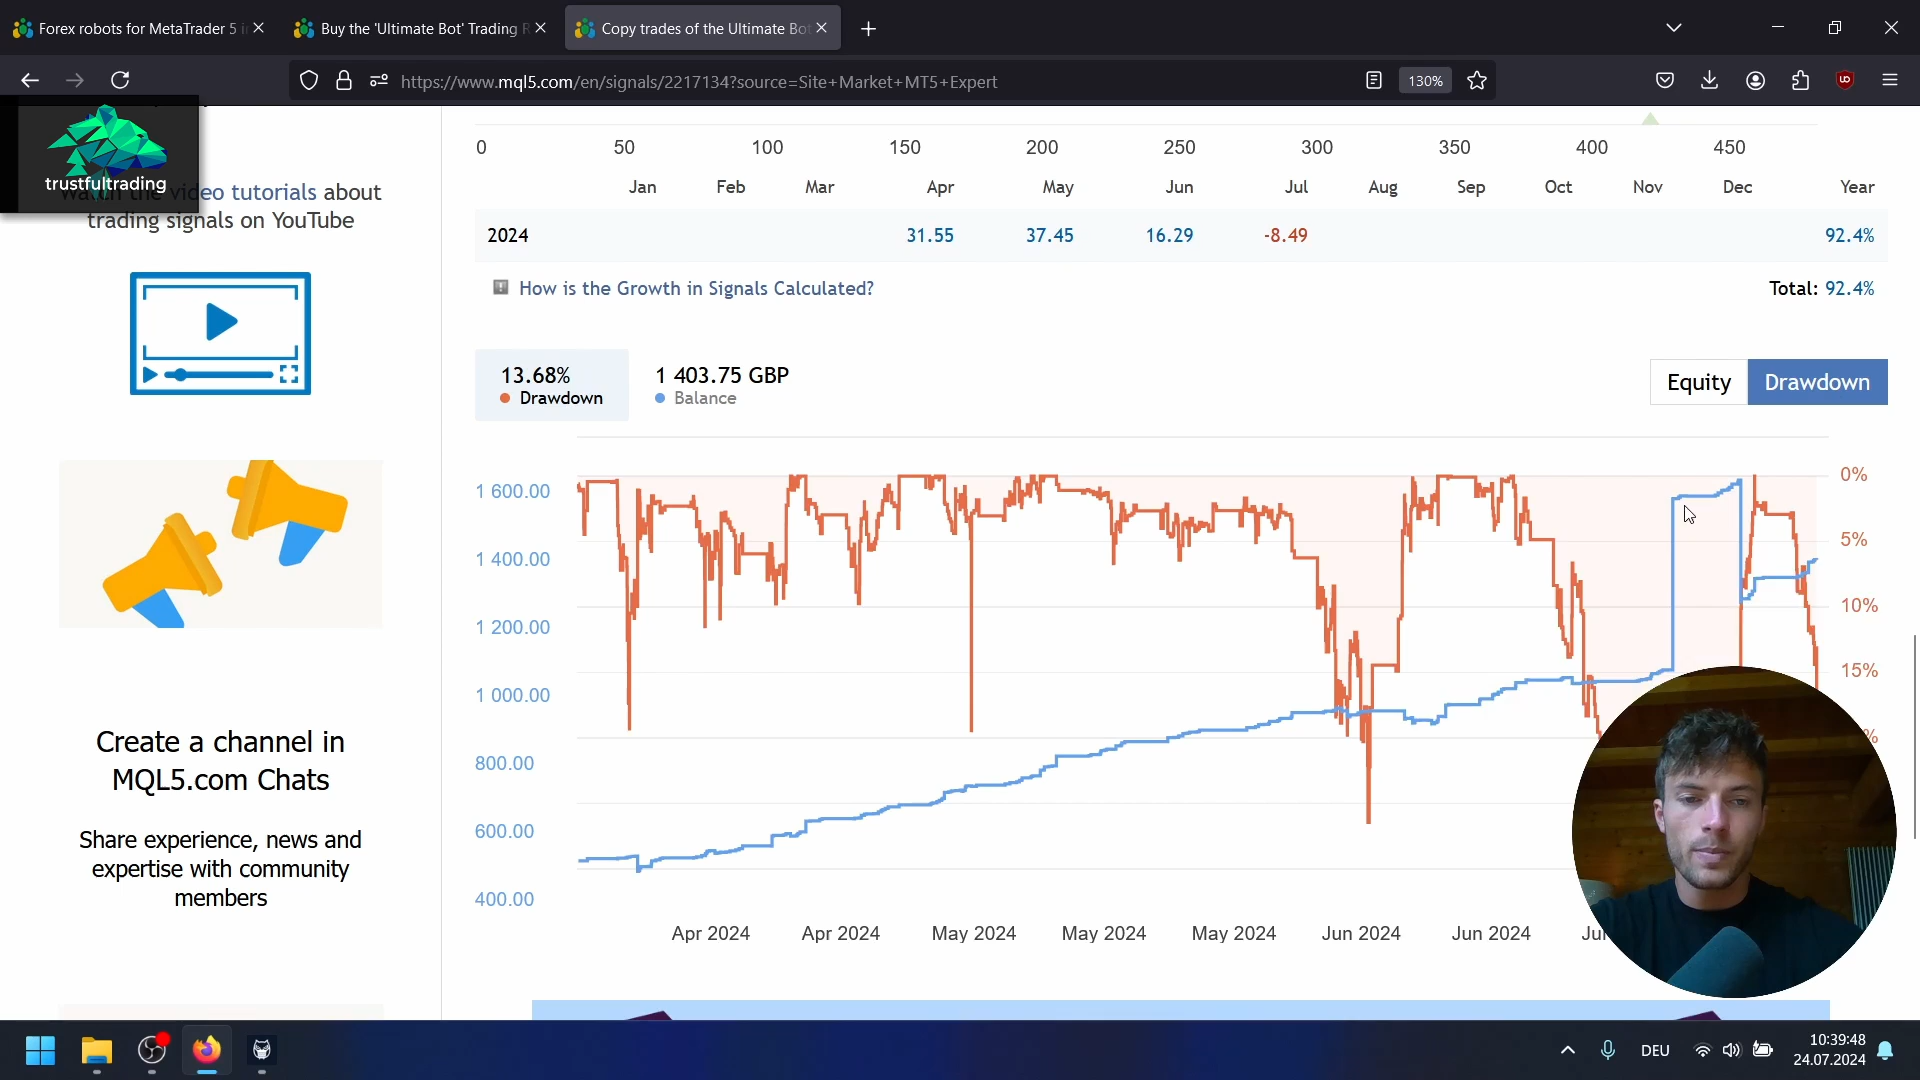 Forex robots for MetaTrader 5 in
Buy the 'Ultimate Bot' Trading R
Copy trades of the Ultimate Bot
https://www.mql5.com/en/signals/2217134?source=Site+Market+MT5+Expert
130%
trustfultrading
Watch the video tutorials about
trading signals on YouTube
0 50 100 150 200 250 300 350 400 450
Jan Feb Mar Apr May Jun Jul Aug Sep Oct Nov Dec Year
2024 31.55 37.45 16.29 -8.49 92.4%
How is the Growth in Signals Calculated?
Total: 92.4%
13.68%
Drawdown
1 403.75 GBP
Balance
Equity
Drawdown
1 600.00
1 400.00
1 200.00
1 000.00
800.00
600.00
400.00
0%
5%
10%
15%
Apr 2024 Apr 2024 May 2024 May 2024 May 2024 Jun 2024 Jun 2024
Create a channel in
MQL5.com Chats
Share experience, news and
expertise with community
members
DEU
10:39:48
24.07.2024